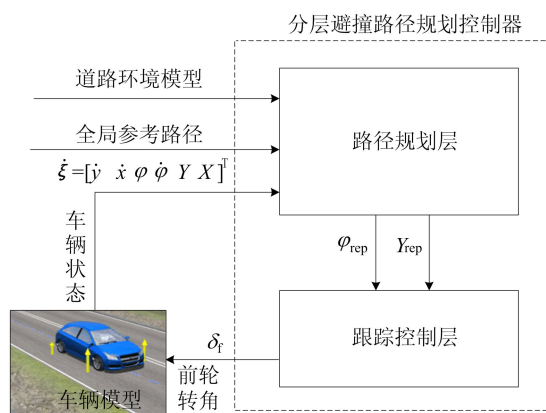 分层避撞路径规划控制器
道路环境模型
全局参考路径
ξ̇=[ẏ ẋ φ φ̇ Y X]ᵀ
路径规划层
车辆状态
φrep Yrep
跟踪控制层
δf
前轮
转角
车辆模型